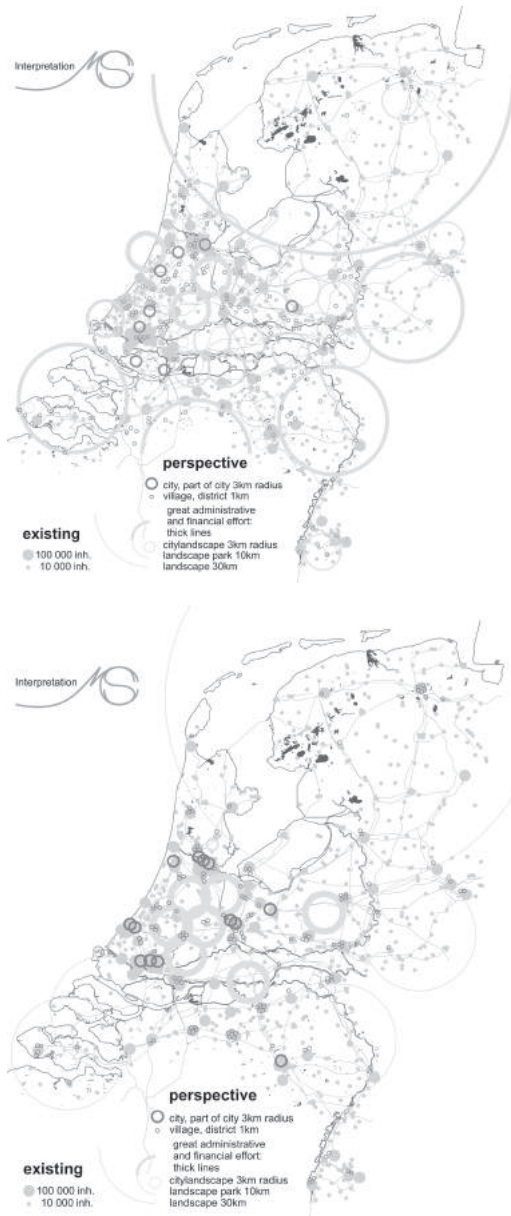 Interpretation MS
perspective
city, part of city 3km radius
village, district 1km
great administrative
and financial effort:
thick lines
citylandscape 3km radius
landscape park 10km
landscape 30km
existing
100 000 inh.
10 000 inh.
Interpretation MS
perspective
city, part of city 3km radius
village, district 1km
great administrative
and financial effort:
thick lines
citylandscape 3km radius
landscape park 10km
landscape 30km
existing
100 000 inh.
10 000 inh.